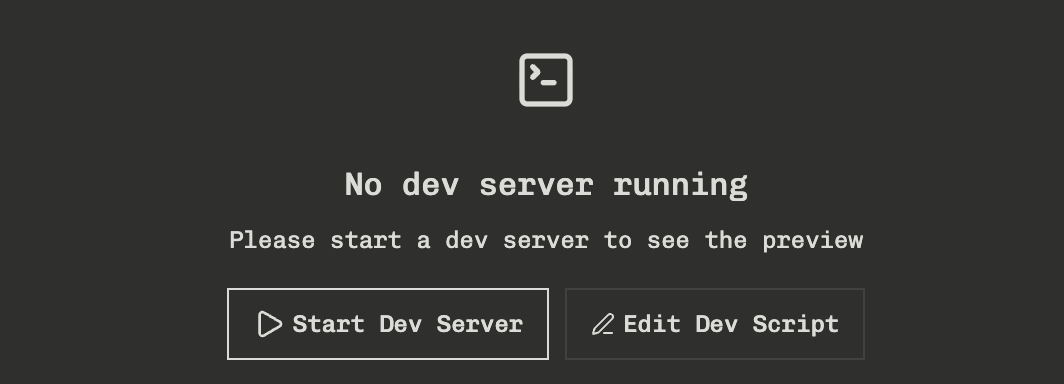 No dev server running
Please start a dev server to see the preview
Start Dev Server
Edit Dev Script